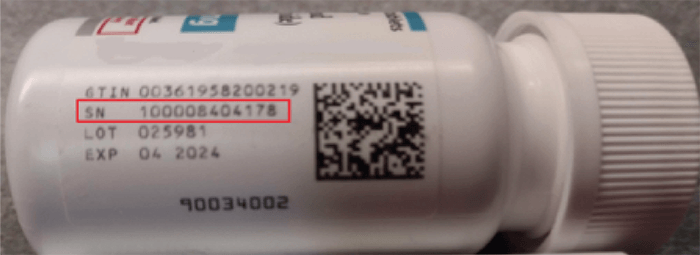 GTIN 00361958200219
SN 100008404178
LOT 025981
EXP 04 2024
90034002